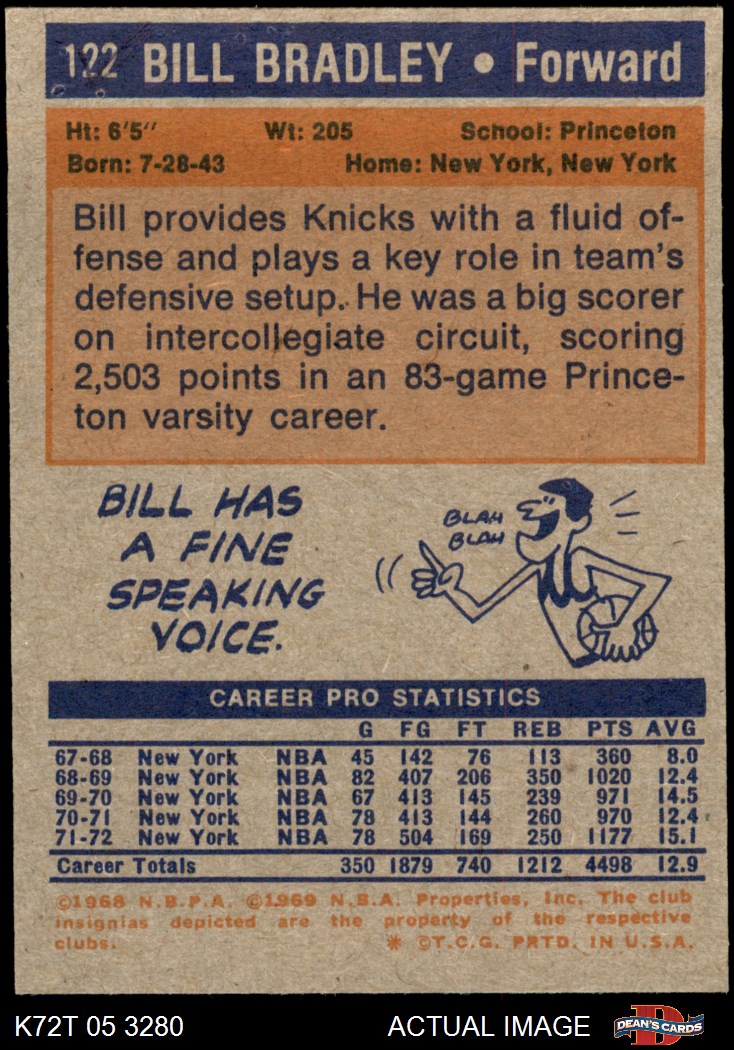 122 BILL BRADLEY • Forward
Ht: 6'5" Wt: 205 School: Princeton
Born: 7-28-43 Home: New York, New York
Bill provides Knicks with a fluid of-
fense and plays a key role in team's
defensive setup. He was a big scorer
on intercollegiate circuit, scoring
2,503 points in an 83-game Prince-
ton varsity career.
BILL HAS
A FINE
SPEAKING
VOICE.
BLAH
BLAH
CAREER PRO STATISTICS
G FG FT REB PTS AVG
67-68 New York NBA 45 142 76 113 360 8.0
68-69 New York NBA 82 407 206 350 1020 12.4
69-70 New York NBA 67 413 145 239 971 14.5
70-71 New York NBA 78 413 144 260 970 12.4
71-72 New York NBA 78 504 169 250 1177 15.1
Career Totals 350 1879 740 1212 4498 12.9
©1968 N.B.P.A. ©1969 N.B.A. Properties, Inc. The club
insignias depicted are the property of the respective
clubs. * ©T.C.G. PRTD. IN U.S.A.
K72T 05 3280 ACTUAL IMAGE D DEAN'S CARDS